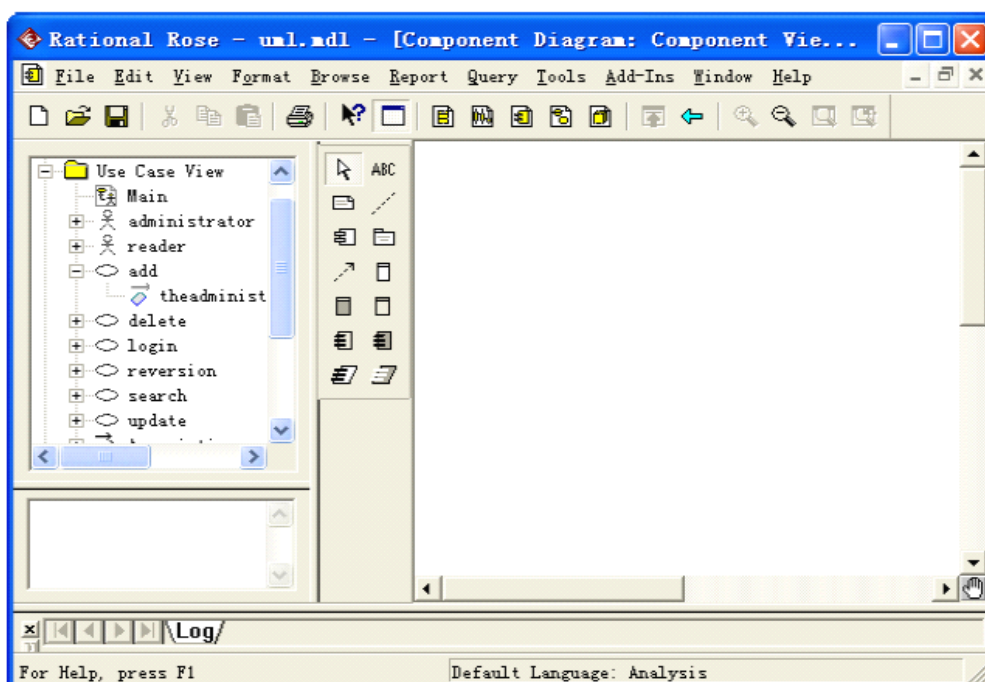 Rational Rose - uml.mdl - [Component Diagram: Component Vie...
File Edit View Format Browse Report Query Tools Add-Ins Window Help
Use Case View
ABC
Main
administrator
reader
add
theadminist
delete
login
reversion
search
update
Log
For Help, press F1
Default Language: Analysis